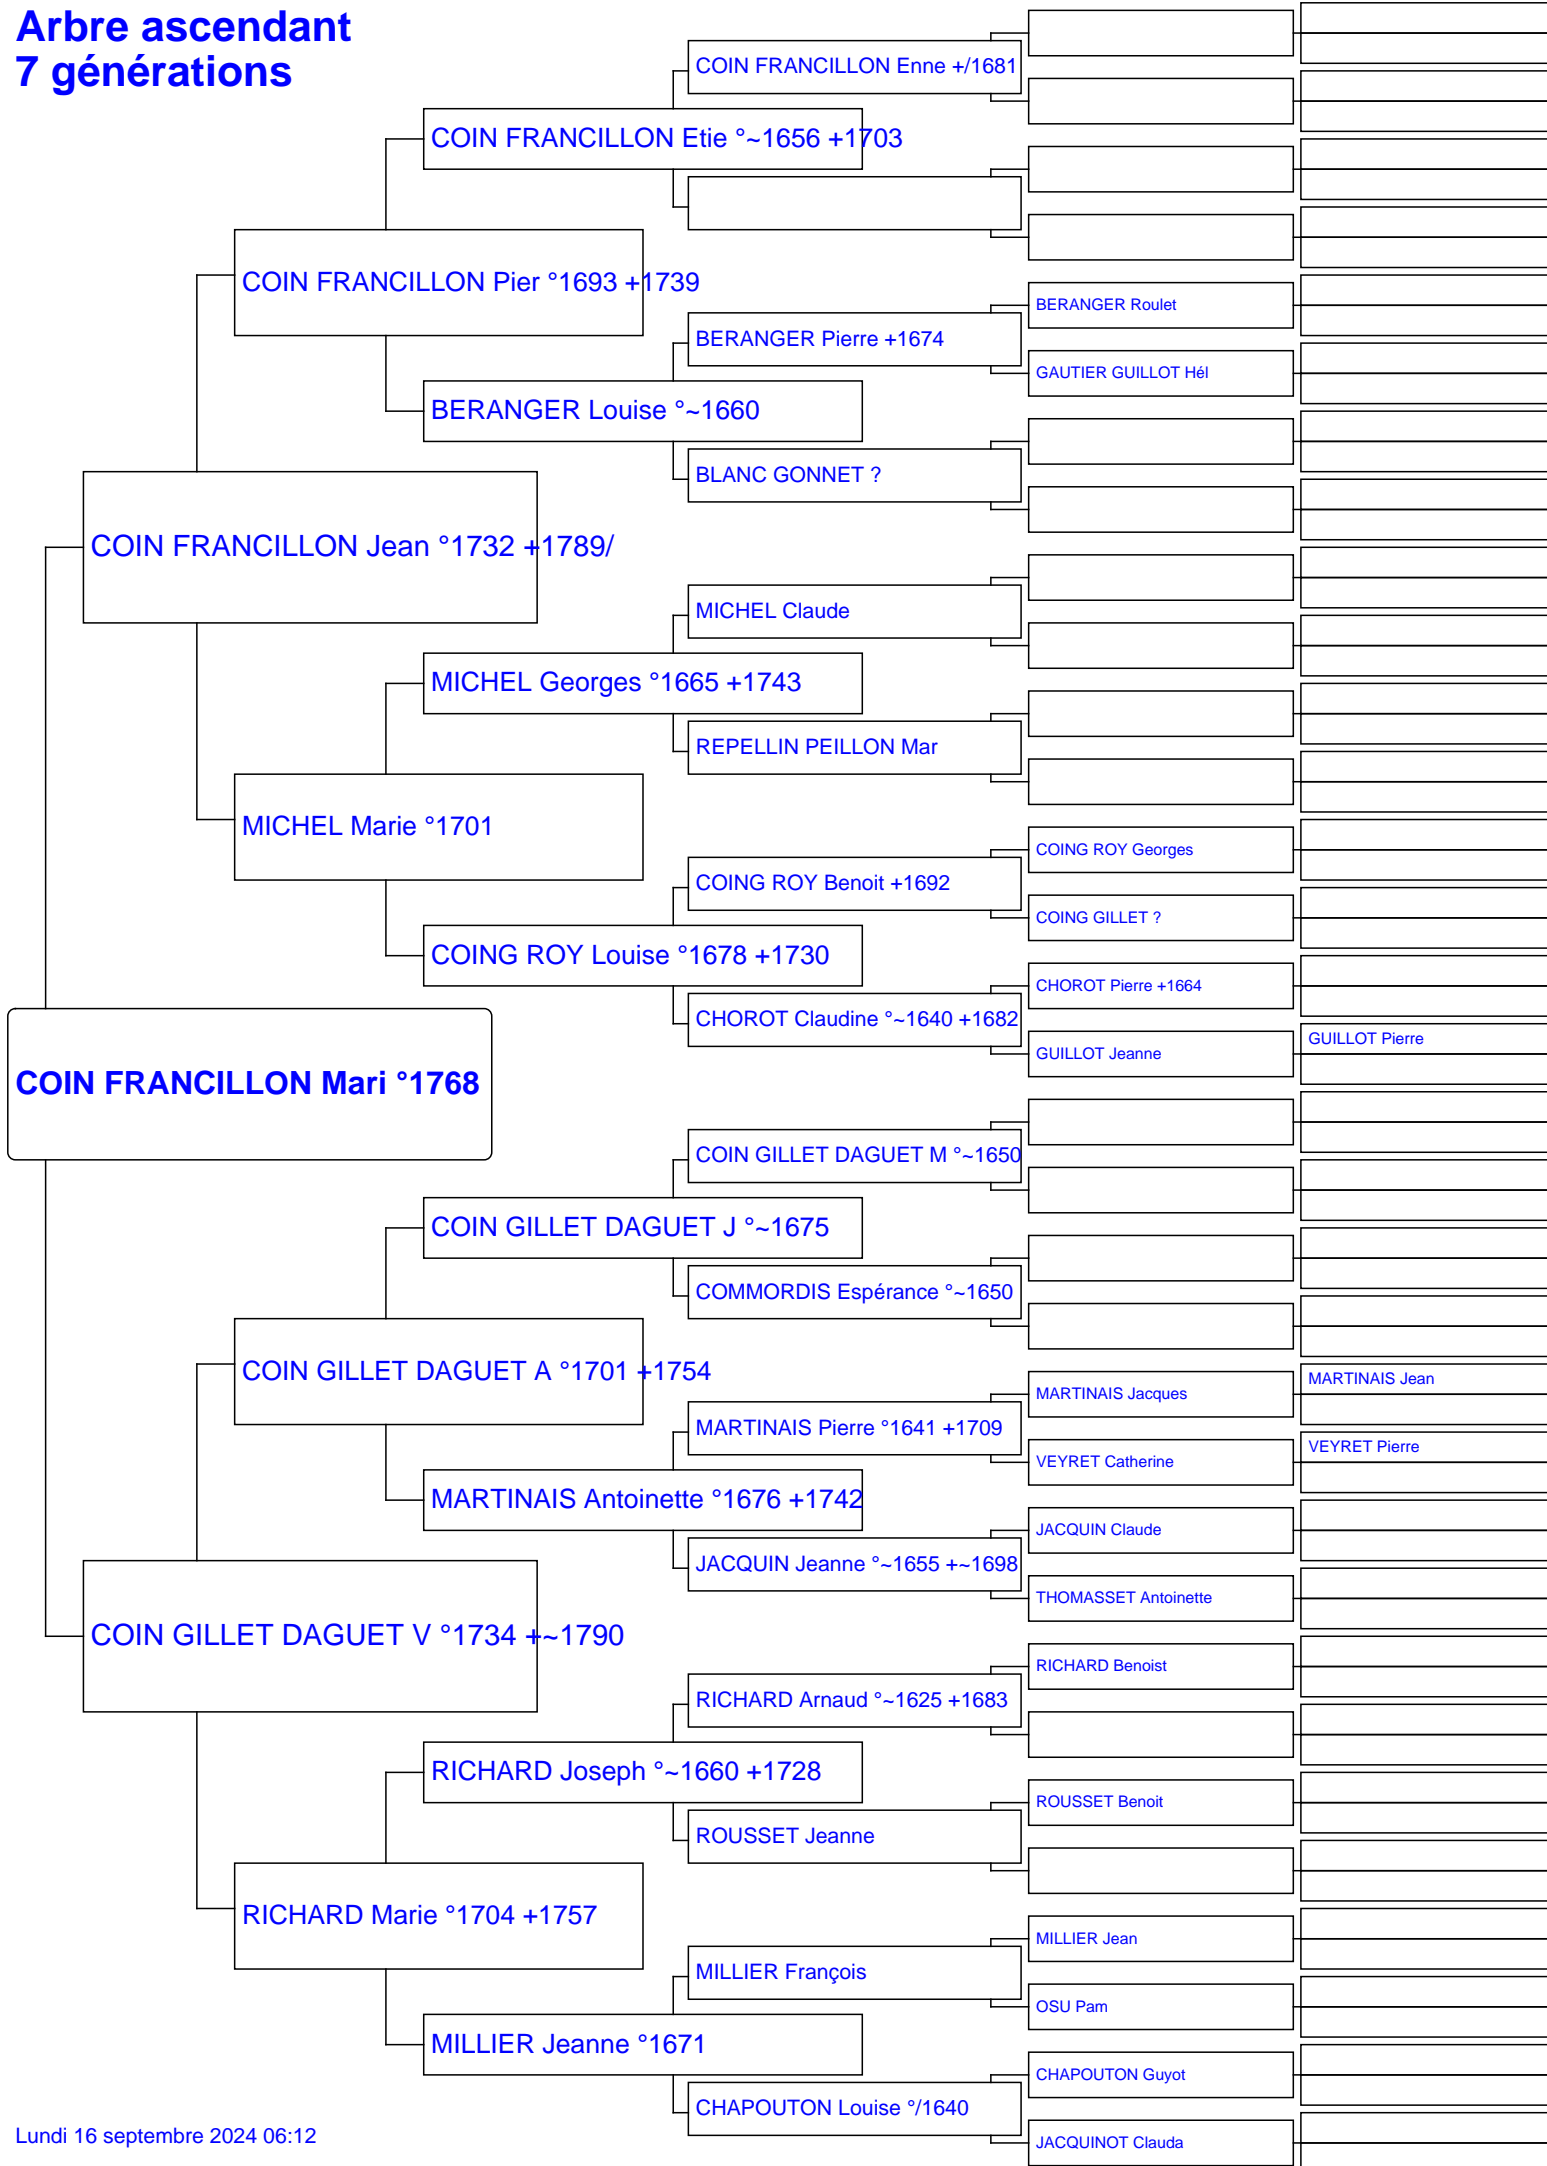 Arbre ascendant
7 générations
COIN FRANCILLON Enne +/1681
COIN FRANCILLON Etie °~1656 +1703
COIN FRANCILLON Pier °1693 +1739
BERANGER Roulet
BERANGER Pierre +1674
GAUTIER GUILLOT Hél
BERANGER Louise °~1660
BLANC GONNET ?
COIN FRANCILLON Jean °1732 +1789/
MICHEL Claude
MICHEL Georges °1665 +1743
REPELLIN PEILLON Mar
MICHEL Marie °1701
COING ROY Georges
COING ROY Benoit +1692
COING GILLET ?
COING ROY Louise °1678 +1730
CHOROT Pierre +1664
CHOROT Claudine °~1640 +1682
GUILLOT Pierre
GUILLOT Jeanne
COIN FRANCILLON Mari °1768
COIN GILLET DAGUET M °~1650
COIN GILLET DAGUET J °~1675
COMMORDIS Espérance °~1650
COIN GILLET DAGUET A °1701 +1754
MARTINAIS Jean
MARTINAIS Jacques
MARTINAIS Pierre °1641 +1709
VEYRET Pierre
VEYRET Catherine
MARTINAIS Antoinette °1676 +1742
JACQUIN Claude
JACQUIN Jeanne °~1655 +~1698
THOMASSET Antoinette
COIN GILLET DAGUET V °1734 +~1790
RICHARD Benoist
RICHARD Arnaud °~1625 +1683
RICHARD Joseph °~1660 +1728
ROUSSET Benoit
ROUSSET Jeanne
RICHARD Marie °1704 +1757
MILLIER Jean
MILLIER François
OSU Pam
MILLIER Jeanne °1671
CHAPOUTON Guyot
CHAPOUTON Louise °/1640
JACQUINOT Clauda
Lundi 16 septembre 2024 06:12